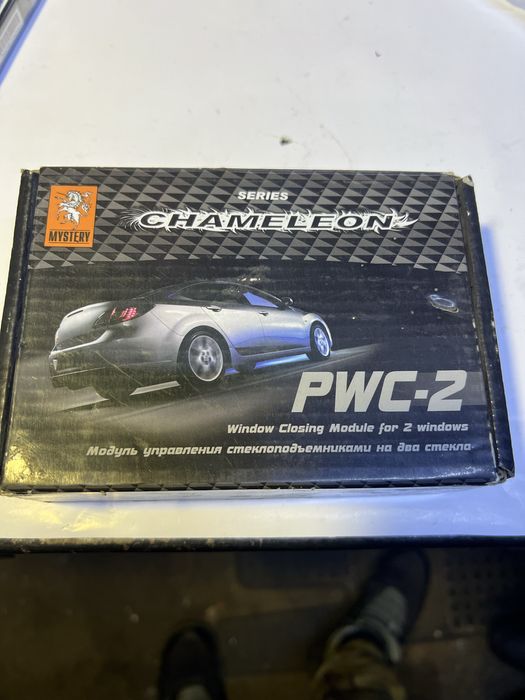 SERIES
CHAMELEON
MYSTERY
PWC-2
Window Closing Module for 2 windows
Модуль управления стеклоподъемниками на два стекла